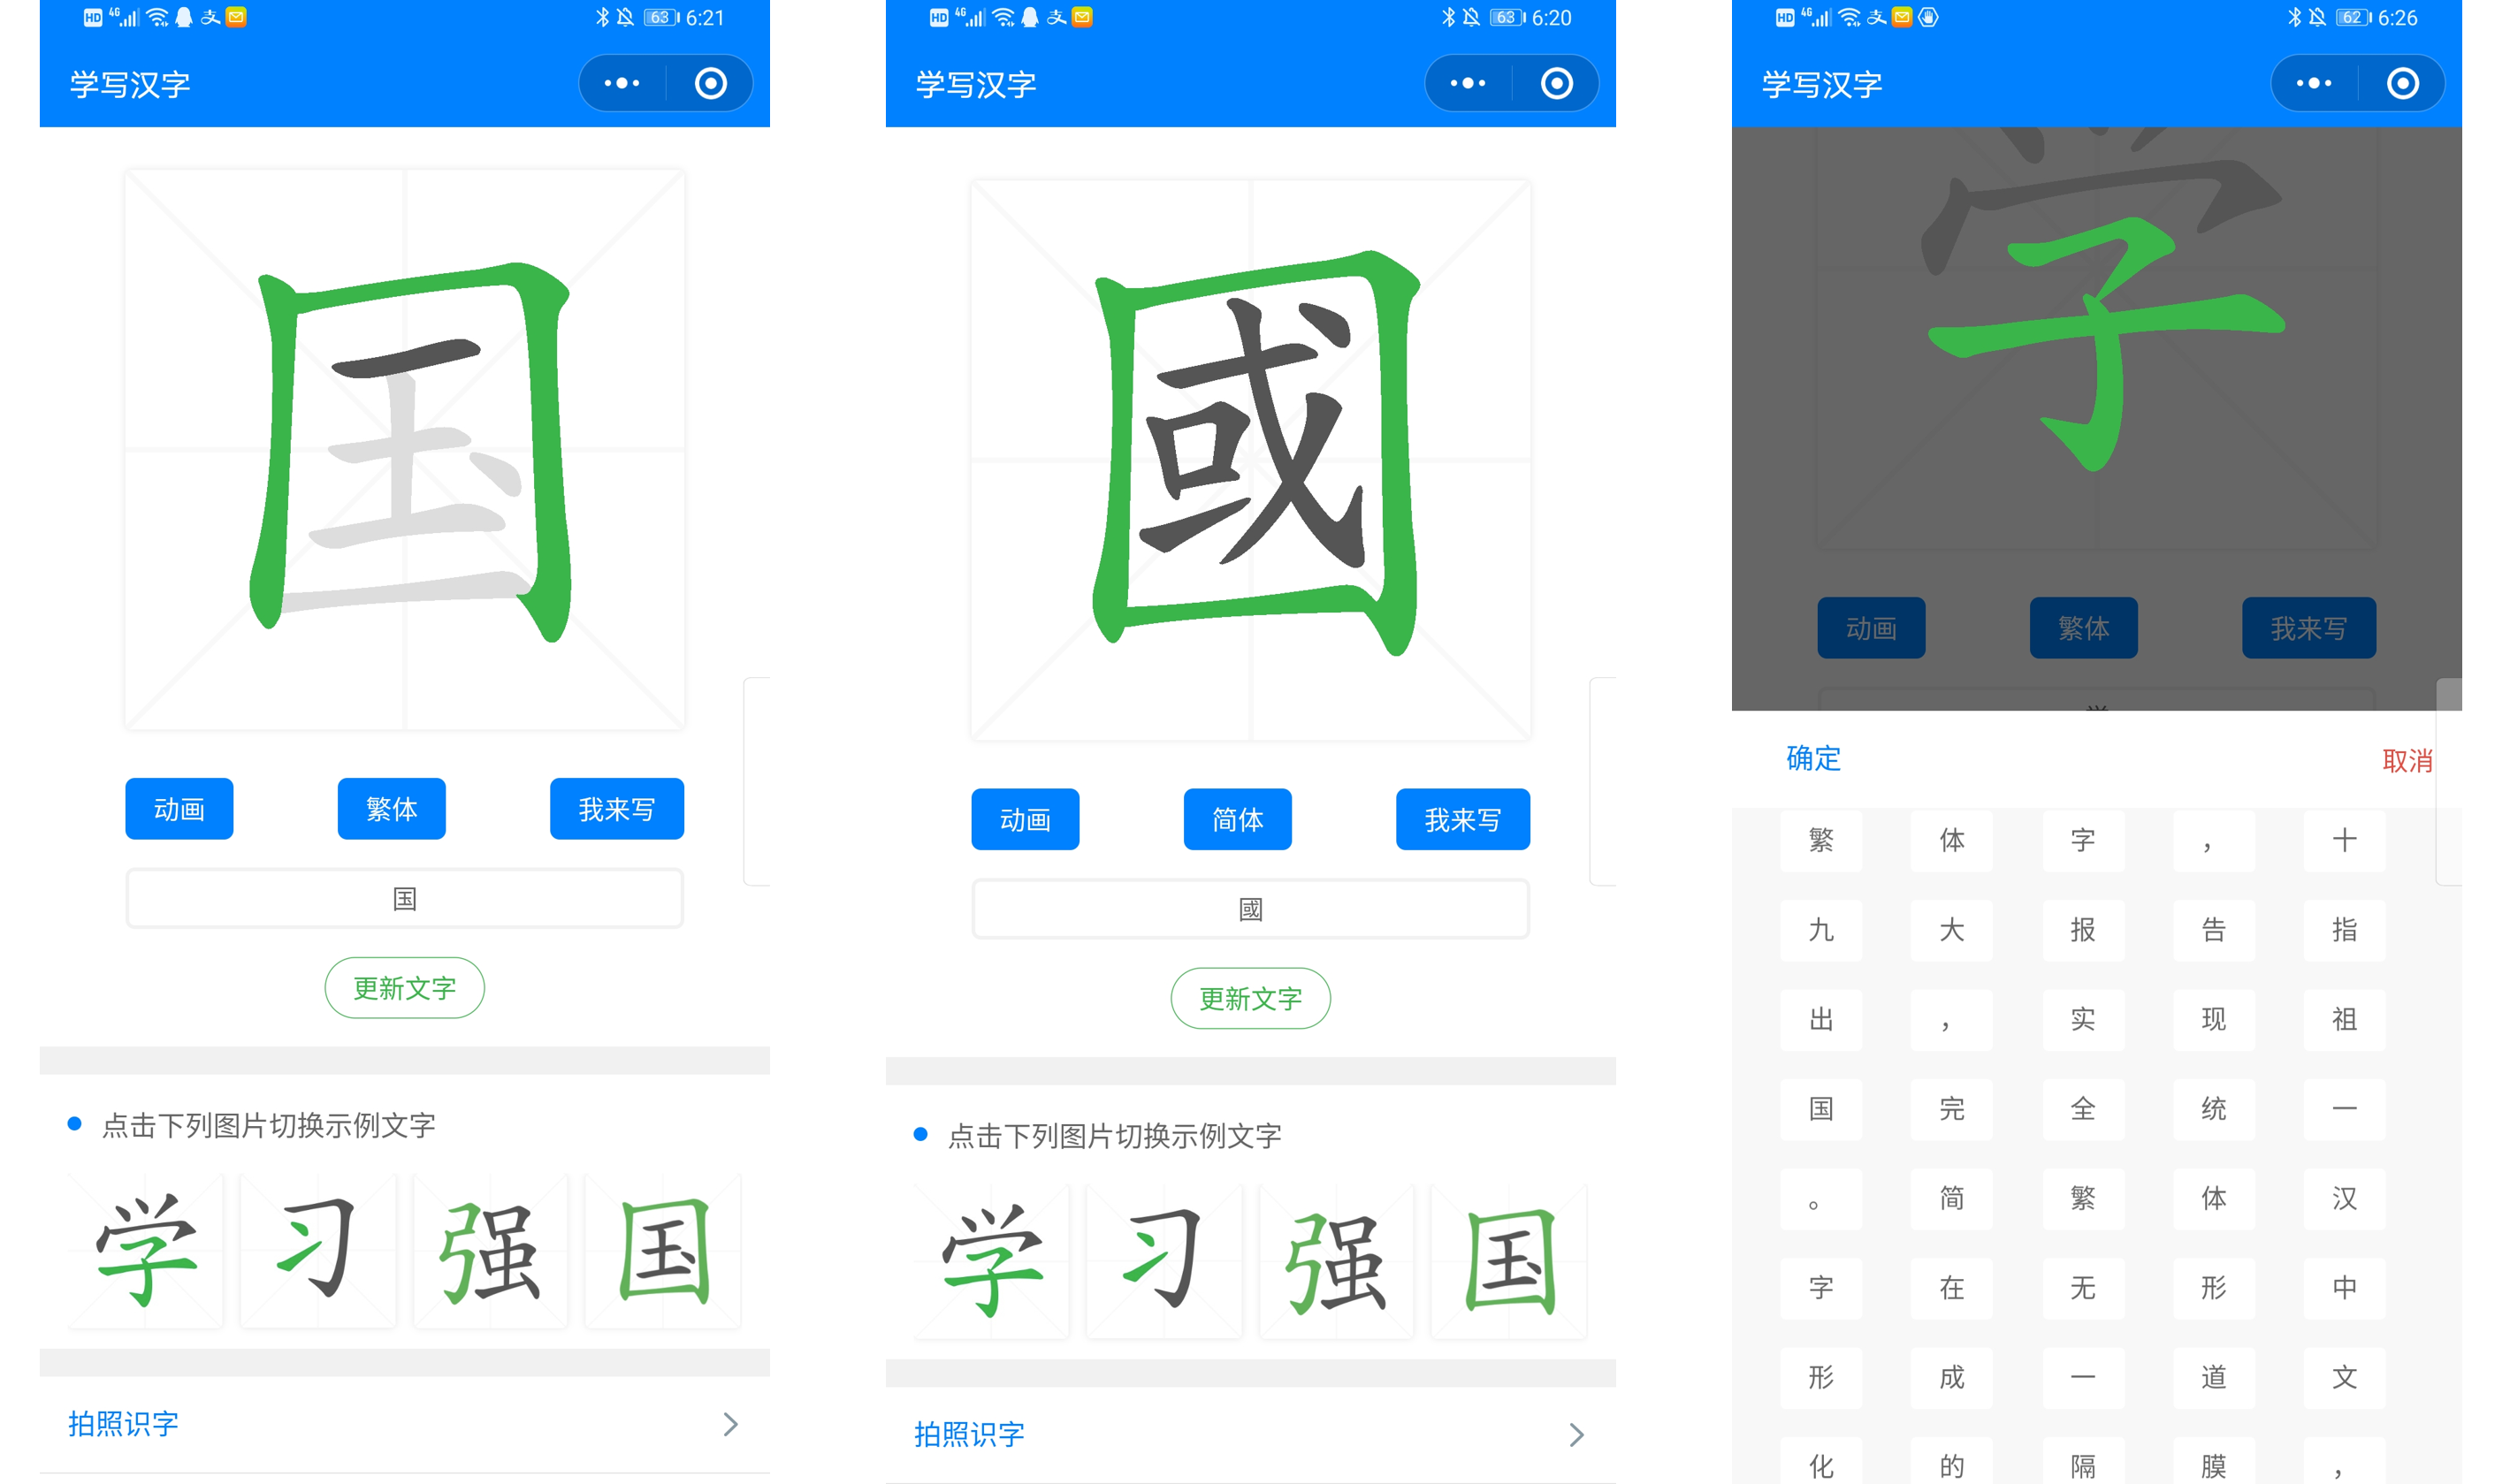 HD 4G 63 6:21
学写汉字
国
动画 繁体 我来写
国
更新文字
点击下列图片切换示例文字
学 习 强 国
拍照识字
HD 4G 63 6:20
学写汉字
國
动画 简体 我来写
國
更新文字
点击下列图片切换示例文字
学 习 强 国
拍照识字
HD 4G 62 6:26
学写汉字
学
动画 繁体 我来写
确定 取消
繁 体 字 ， 十
九 大 报 告 指
出 ， 实 现 祖
国 完 全 统 一
。 简 繁 体 汉
字 在 无 形 中
形 成 一 道 文
化 的 隔 膜 ，